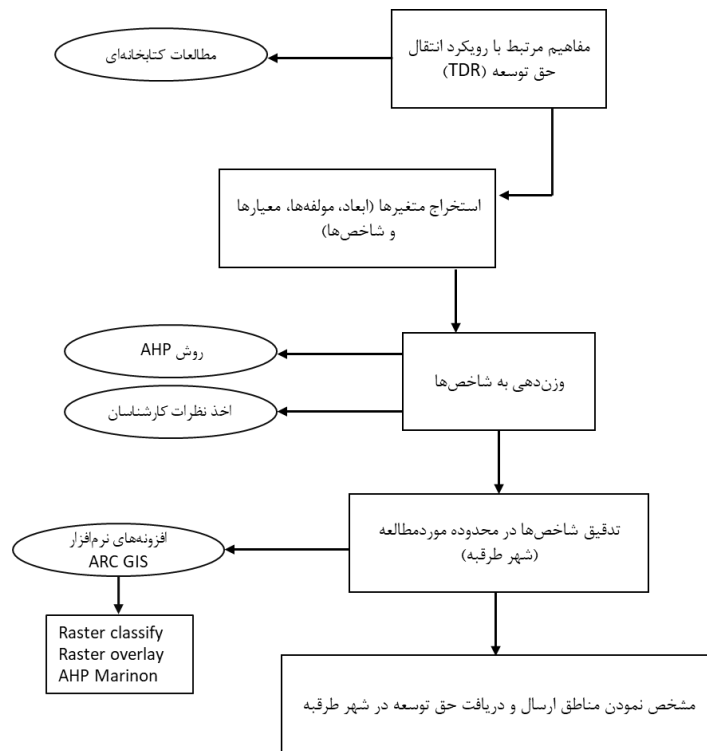 مفاهیم مرتبط با رویکرد انتقال
حق توسعه (TDR)
مطالعات کتابخانه‌ای
استخراج متغیرها (ابعاد، مولفه‌ها، معیارها
و شاخص‌ها)
وزن‌دهی به شاخص‌ها
روش AHP
اخذ نظرات کارشناسان
تدقیق شاخص‌ها در محدوده موردمطالعه
(شهر طرقبه)
افزونه‌های نرم‌افزار
ARC GIS
Raster classify
Raster overlay
AHP Marinon
مشخص نمودن مناطق ارسال و دریافت حق توسعه در شهر طرقبه